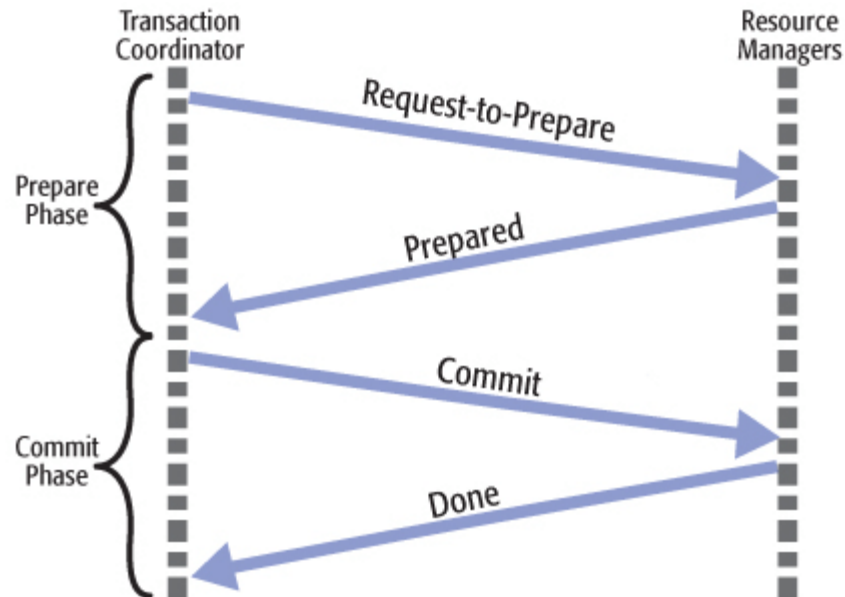 Transaction
Coordinator
Resource
Managers
Request-to-Prepare
Prepare
Phase
Prepared
Commit
Commit
Phase
Done